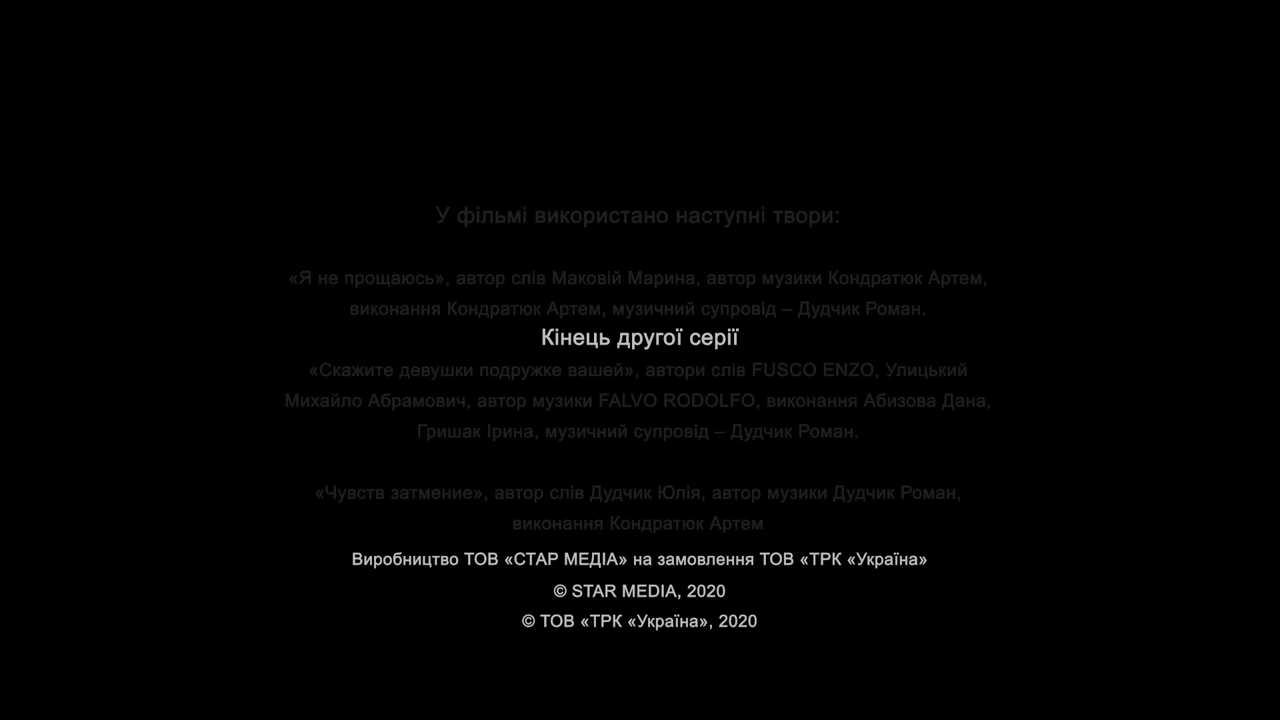 У фільмі використано наступні твори:
«Я не прощаюсь», автор слів Маковій Марина, автор музики Кондратюк Артем,
виконання Кондратюк Артем, музичний супровід – Дудчик Роман.
Кінець другої серії
«Скажите девушки подружке вашей», автори слів FUSCO ENZO, Улицький
Михайло Абрамович, автор музики FALVO RODOLFO, виконання Абизова Дана,
Гришак Ірина, музичний супровід – Дудчик Роман.
«Чувств затмение», автор слів Дудчик Юлія, автор музики Дудчик Роман,
виконання Кондратюк Артем
Виробництво ТОВ «СТАР МЕДІА» на замовлення ТОВ «ТРК «Україна»
© STAR MEDIA, 2020
© ТОВ «ТРК «Україна», 2020